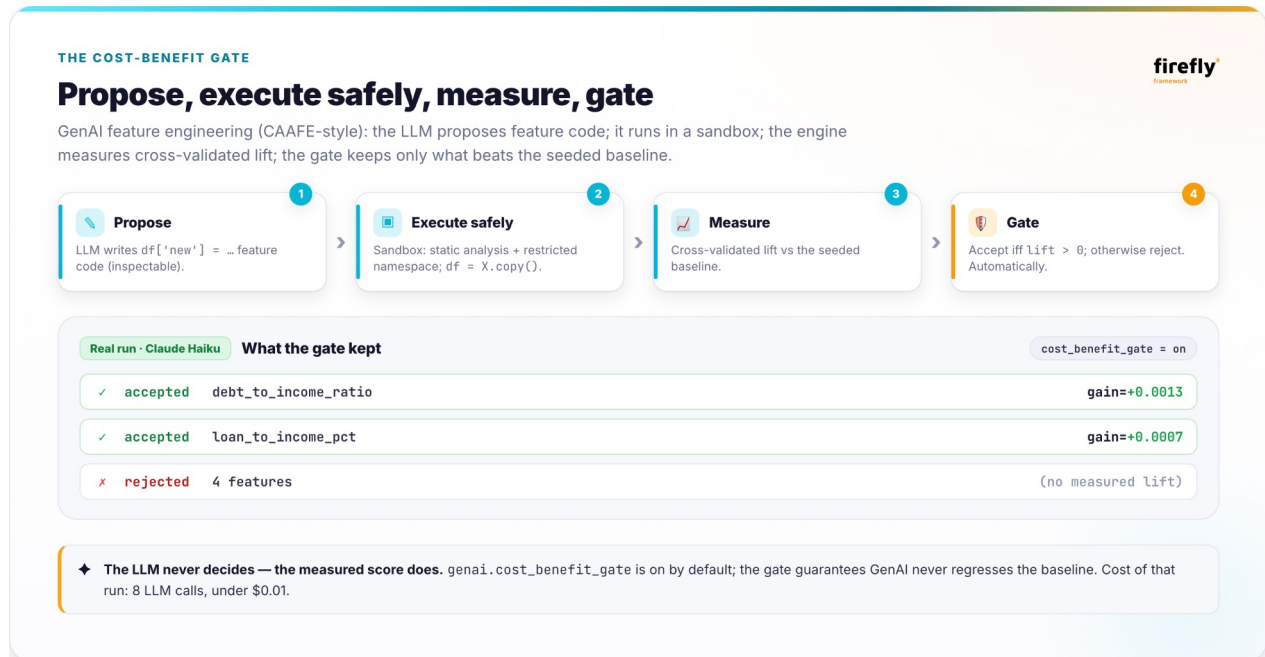 THE COST-BENEFIT GATE
firefly
framework
Propose, execute safely, measure, gate
GenAI feature engineering (CAAFE-style): the LLM proposes feature code; it runs in a sandbox; the engine
measures cross-validated lift; the gate keeps only what beats the seeded baseline.
1
Propose
LLM writes df['new'] = … feature
code (inspectable).
›
2
Execute safely
Sandbox: static analysis + restricted
namespace; df = X.copy().
›
3
Measure
Cross-validated lift vs the seeded
baseline.
›
4
Gate
Accept iff lift > 0; otherwise reject.
Automatically.
Real run · Claude Haiku What the gate kept cost_benefit_gate = on
✓ accepted debt_to_income_ratio gain=+0.0013
✓ accepted loan_to_income_pct gain=+0.0007
✗ rejected 4 features (no measured lift)
✦ The LLM never decides — the measured score does. genai.cost_benefit_gate is on by default; the gate guarantees GenAI never regresses the baseline. Cost of that
run: 8 LLM calls, under $0.01.